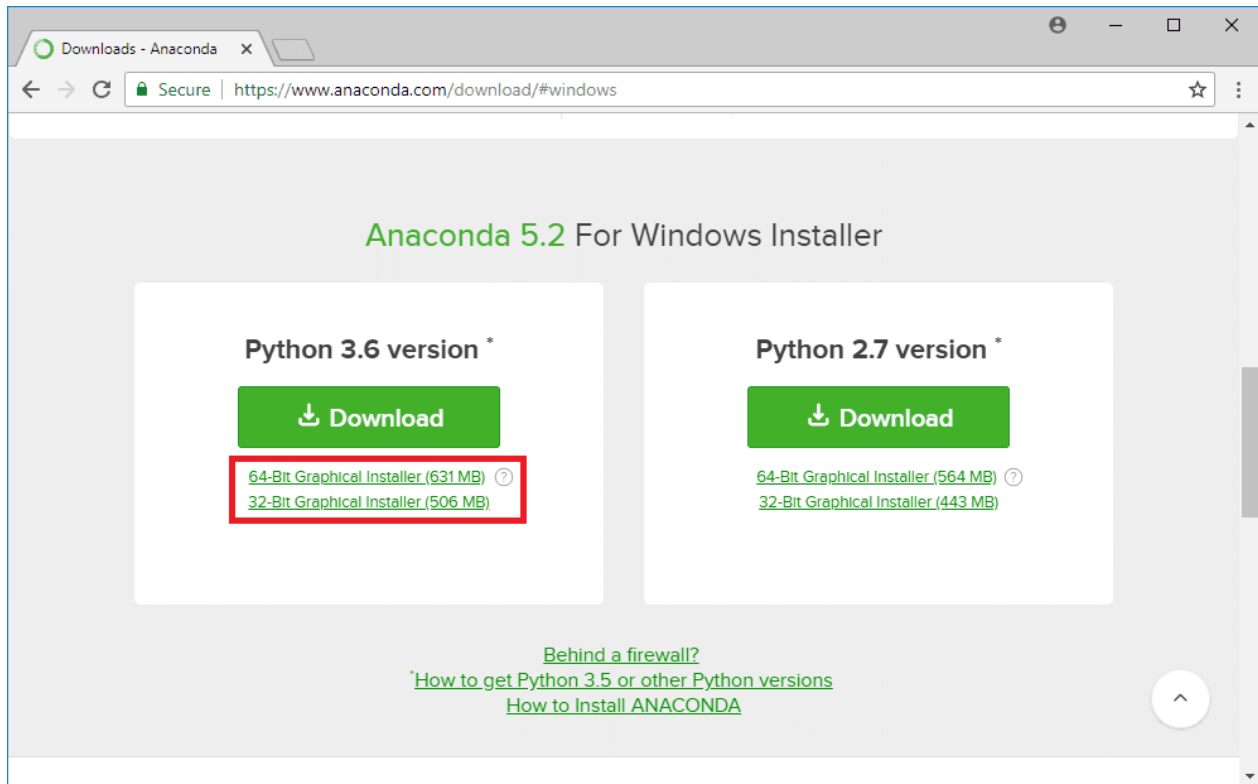 Downloads - Anaconda
Secure | https://www.anaconda.com/download/#windows
Anaconda 5.2 For Windows Installer
Python 3.6 version *
Download
64-Bit Graphical Installer (631 MB) ?
32-Bit Graphical Installer (506 MB)
Python 2.7 version *
Download
64-Bit Graphical Installer (564 MB) ?
32-Bit Graphical Installer (443 MB)
Behind a firewall?
*How to get Python 3.5 or other Python versions
How to Install ANACONDA